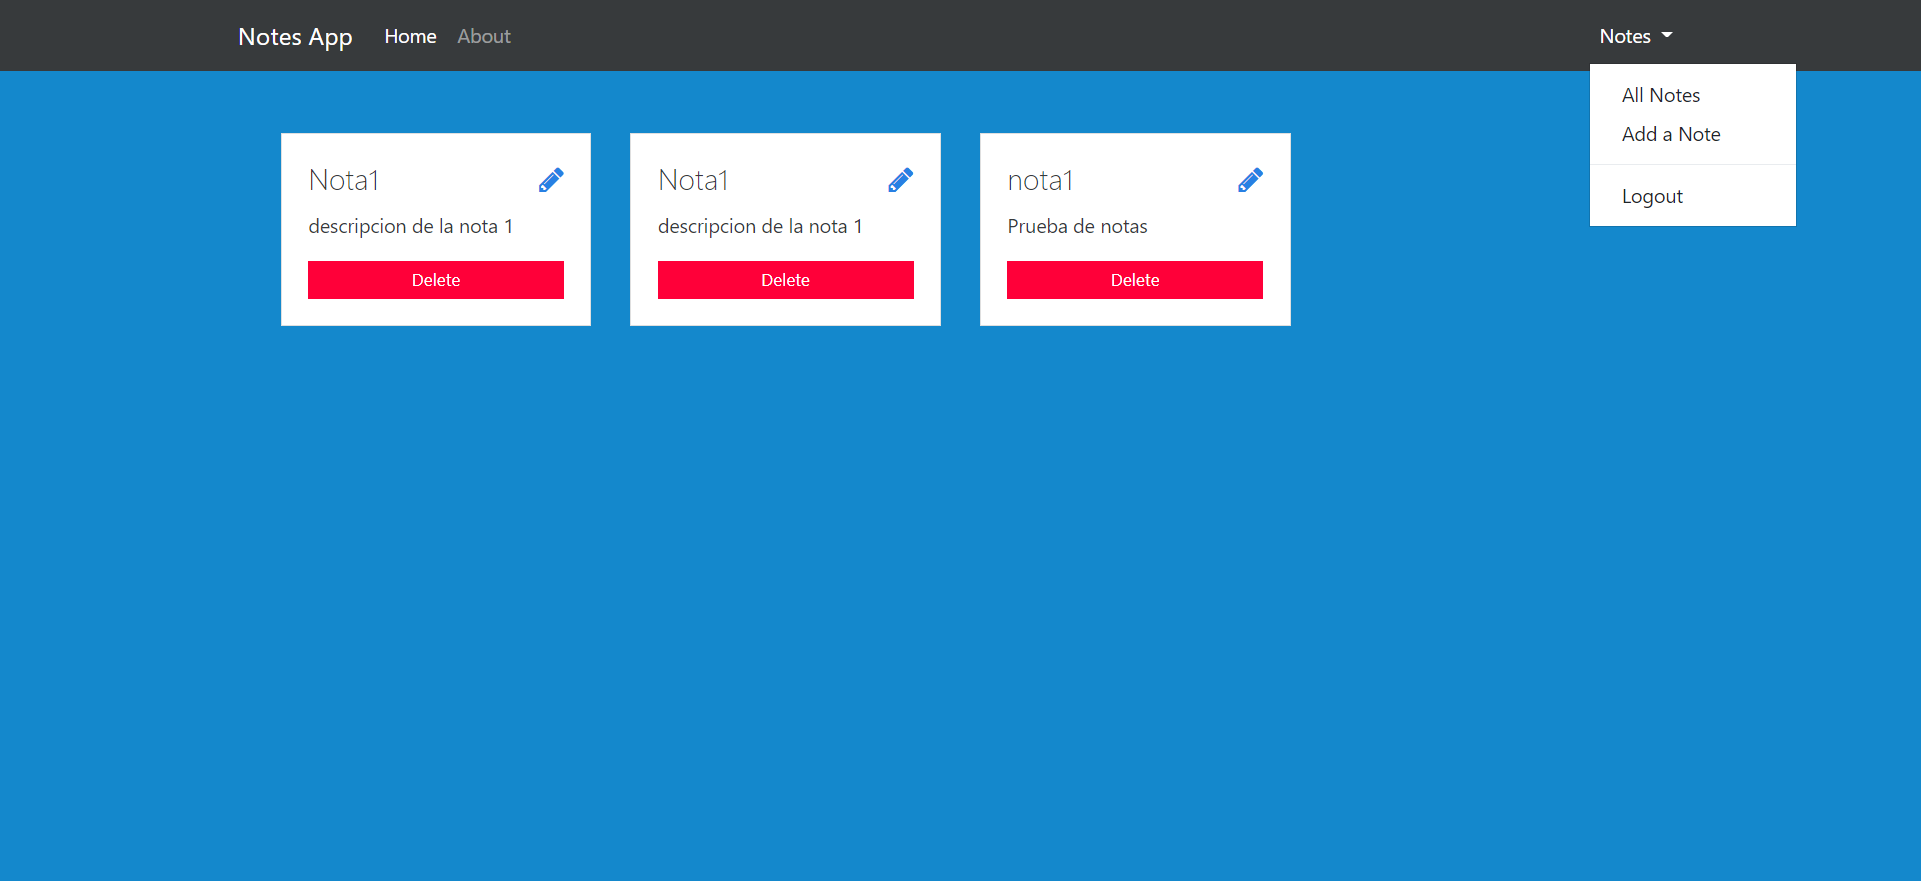 Notes App Home About Notes
All Notes
Add a Note
Logout
Nota1
descripcion de la nota 1
Delete
Nota1
descripcion de la nota 1
Delete
nota1
Prueba de notas
Delete